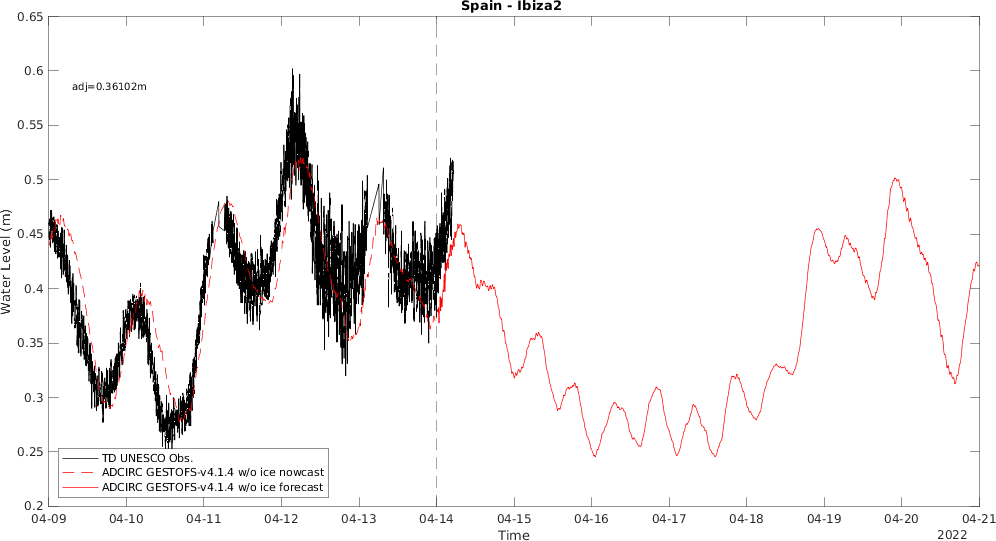 Spain - Ibiza2
0.65
0.6
adj=0.36102m
0.55
0.5
0.45
0.4
0.35
0.3
0.25
0.2
Water Level (m)
TD UNESCO Obs.
ADCIRC GESTOFS-v4.1.4 w/o ice nowcast
ADCIRC GESTOFS-v4.1.4 w/o ice forecast
04-09 04-10 04-11 04-12 04-13 04-14 04-15 04-16 04-17 04-18 04-19 04-20 04-21
Time
2022